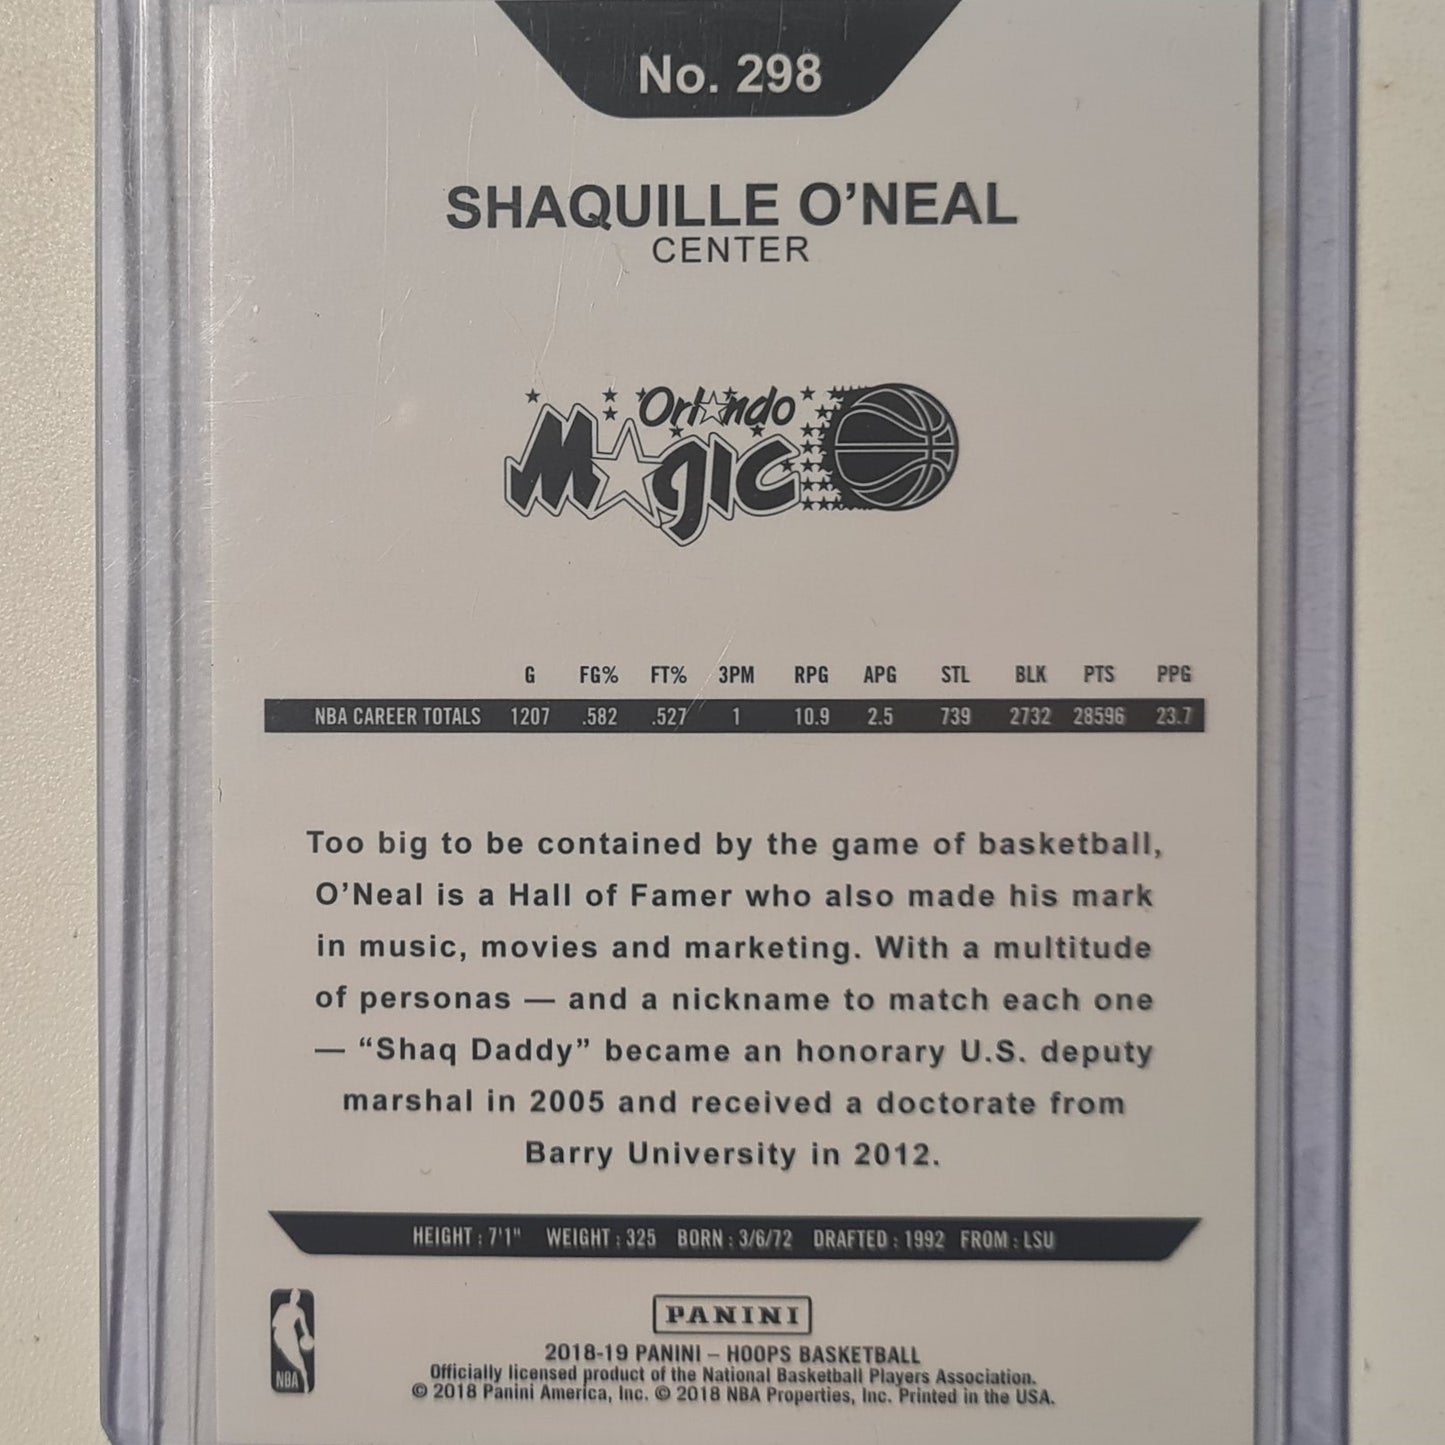 No. 298
SHAQUILLE O’NEAL
CENTER
Orlando
Magic
G FG% FT% 3PM RPG APG STL BLK PTS PPG
NBA CAREER TOTALS 1207 .582 .527 1 10.9 2.5 739 2732 28596 23.7
Too big to be contained by the game of basketball,
O’Neal is a Hall of Famer who also made his mark
in music, movies and marketing. With a multitude
of personas — and a nickname to match each one
— “Shaq Daddy” became an honorary U.S. deputy
marshal in 2005 and received a doctorate from
Barry University in 2012.
HEIGHT : 7'1" WEIGHT : 325 BORN : 3/6/72 DRAFTED : 1992 FROM : LSU
NBA
PANINI
2018-19 PANINI – HOOPS BASKETBALL
Officially licensed product of the National Basketball Players Association.
© 2018 Panini America, Inc. © 2018 NBA Properties, Inc. Printed in the USA.